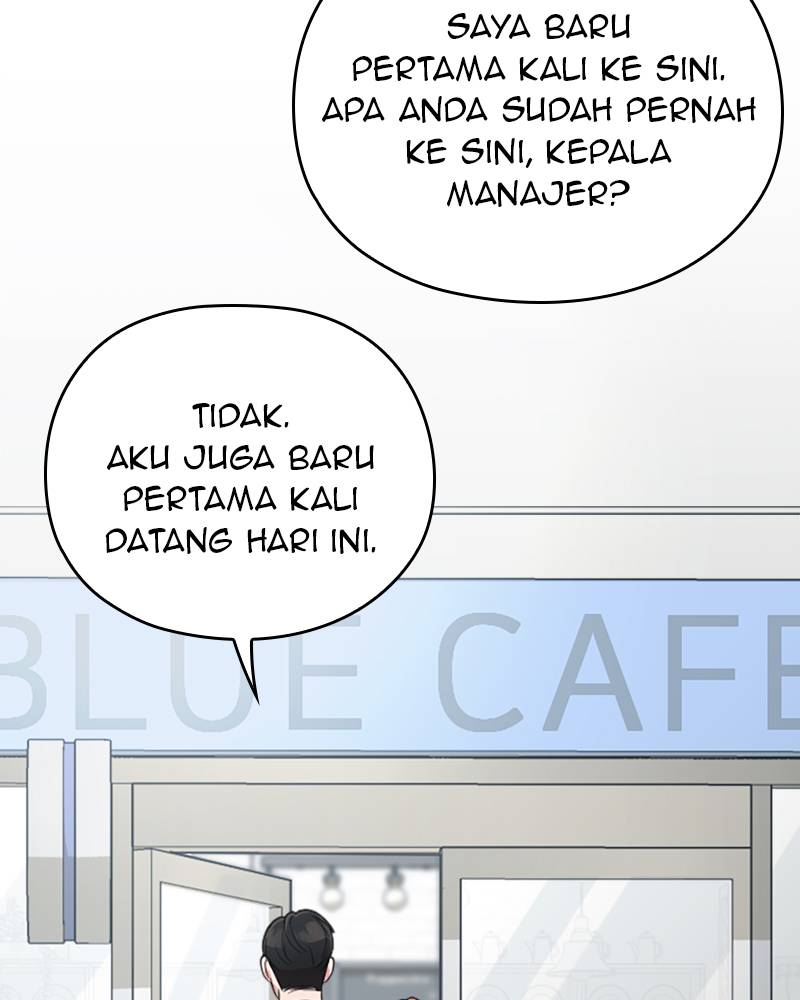 SAYA BARU
PERTAMA KALI KE SINI.
APA ANDA SUDAH PERNAH
KE SINI, KEPALA
MANAJER?
TIDAK.
AKU JUGA BARU
PERTAMA KALI
DATANG HARI INI.
BLUE CAFE